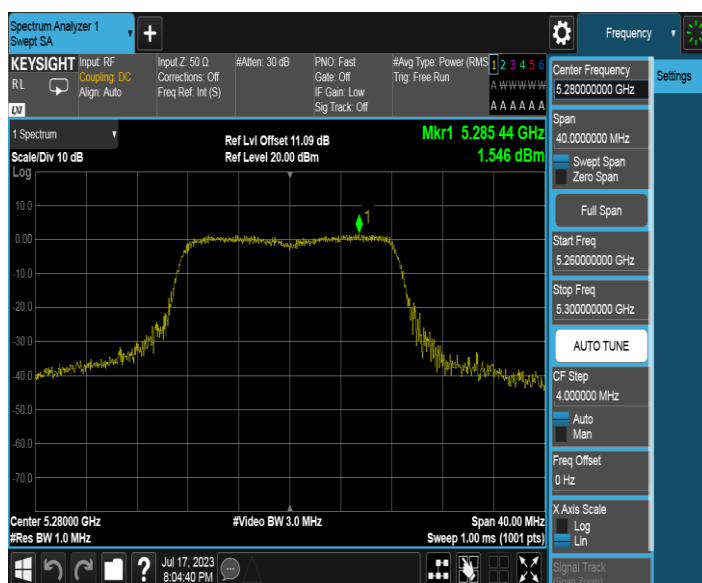 Spectrum Analyzer 1
Swept SA
+
Frequency
KEYSIGHT
RL
LXI
Input: RF
Coupling: DC
Align: Auto
Input Z: 50 Ω
Corrections: Off
Freq Ref: Int (S)
#Atten: 30 dB
PNO: Fast
Gate: Off
IF Gain: Low
Sig Track: Off
#Avg Type: Power (RMS
Trig: Free Run
1 2 3 4 5 6
A W W W W W
A A A A A A
1 Spectrum
Scale/Div 10 dB
Ref Lvl Offset 11.09 dB
Ref Level 20.00 dBm
Mkr1 5.285 44 GHz
1.546 dBm
Log
10.0
0.00
-10.0
-20.0
-30.0
-40.0
-50.0
-60.0
-70.0
1
Center 5.28000 GHz
#Res BW 1.0 MHz
#Video BW 3.0 MHz
Span 40.00 MHz
Sweep 1.00 ms (1001 pts)
Center Frequency
5.280000000 GHz
Span
40.0000000 MHz
Swept Span
Zero Span
Full Span
Start Freq
5.260000000 GHz
Stop Freq
5.300000000 GHz
AUTO TUNE
CF Step
4.000000 MHz
Auto
Man
Freq Offset
0 Hz
X Axis Scale
Log
Lin
Signal Track
(Span Zoom)
Settings
?
Jul 17, 2023
8:04:40 PM